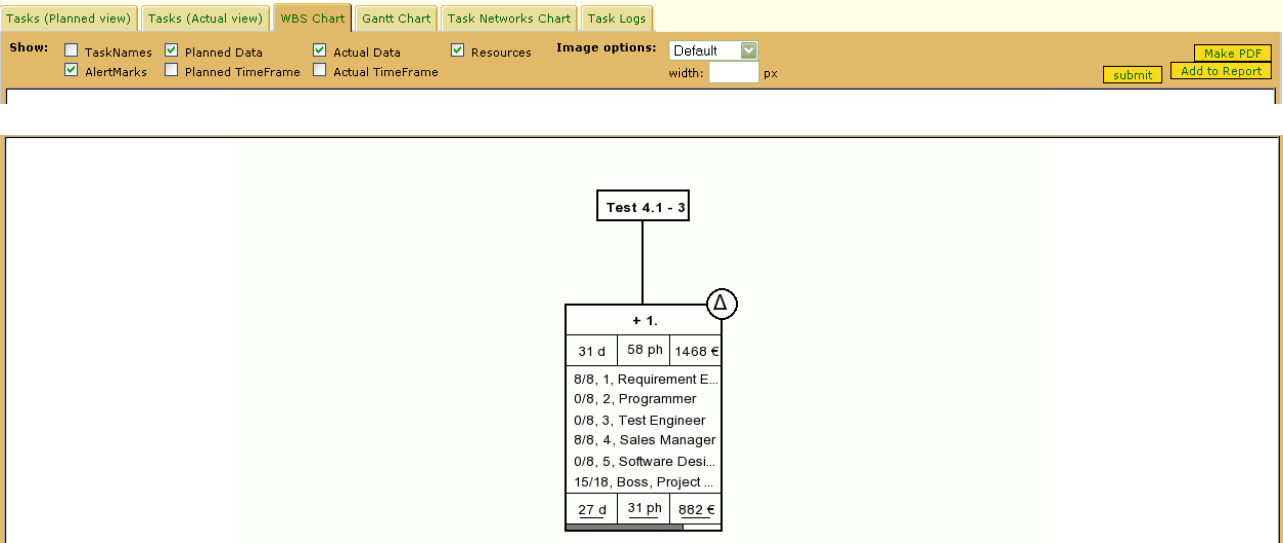 Tasks (Planned view) Tasks (Actual view) WBS Chart Gantt Chart Task Networks Chart Task Logs
Show: TaskNames Planned Data Actual Data Resources Image options: Default Make PDF
AlertMarks Planned TimeFrame Actual TimeFrame width: px submit Add to Report
Test 4.1 - 3
Δ
+ 1.
31 d 58 ph 1468 €
8/8, 1, Requirement E...
0/8, 2, Programmer
0/8, 3, Test Engineer
8/8, 4, Sales Manager
0/8, 5, Software Desi...
15/18, Boss, Project ...
27 d 31 ph 882 €